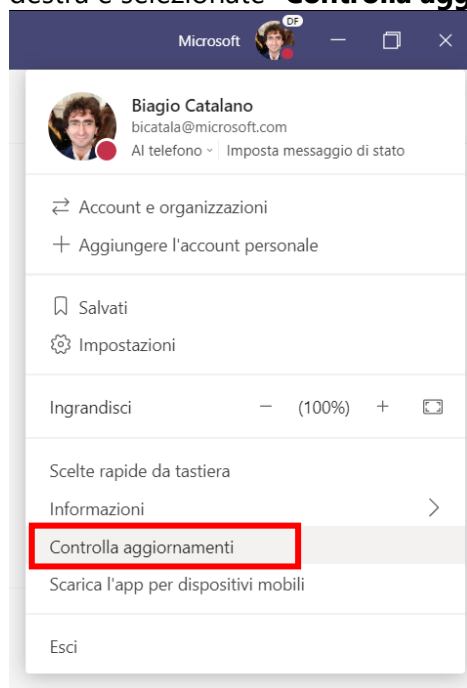 destra e selezionate "Controlla agg
Microsoft
DF
Biagio Catalano
bicatala@microsoft.com
Al telefono Imposta messaggio di stato
Account e organizzazioni
Aggiungere l'account personale
Salvati
Impostazioni
Ingrandisci − (100%) +
Scelte rapide da tastiera
Informazioni
Controlla aggiornamenti
Scarica l'app per dispositivi mobili
Esci